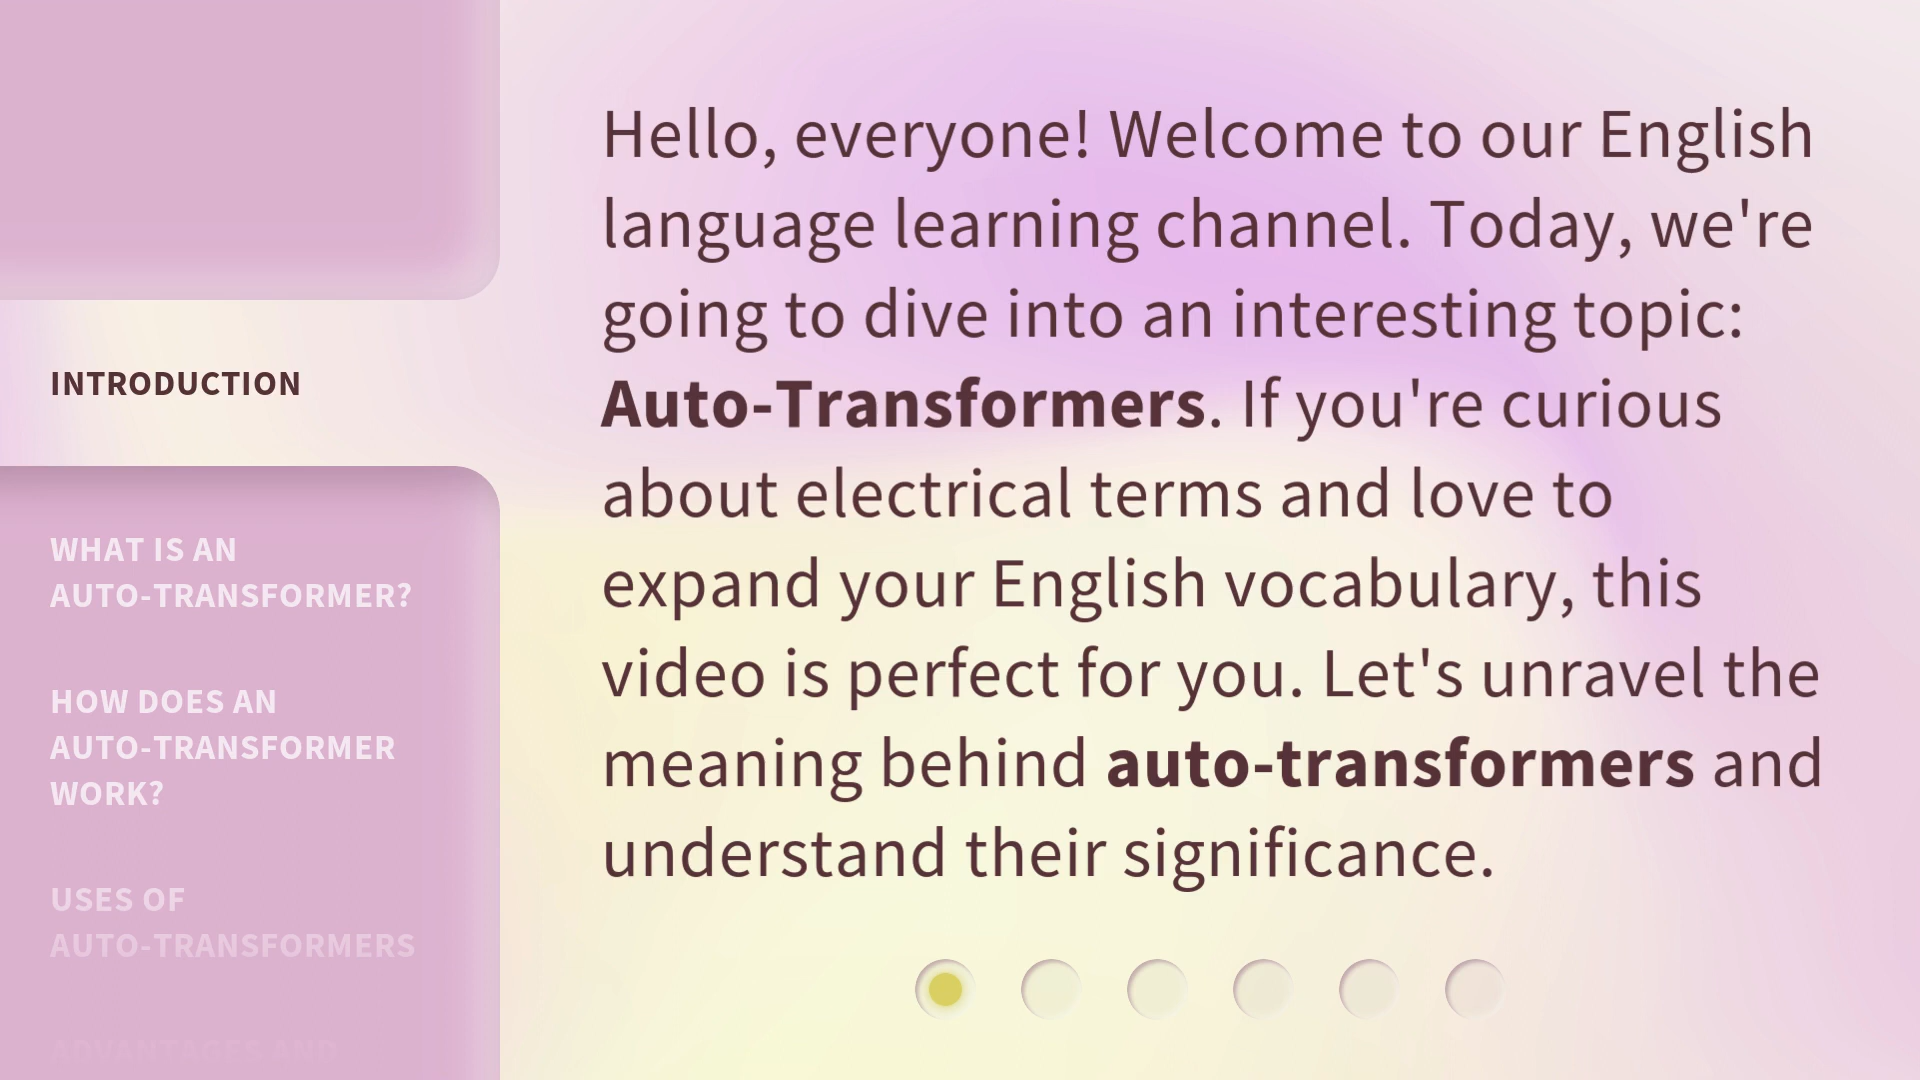 INTRODUCTION
WHAT IS AN
AUTO-TRANSFORMER?
HOW DOES AN
AUTO-TRANSFORMER
WORK?
USES OF
AUTO-TRANSFORMERS
ADVANTAGES AND
Hello, everyone! Welcome to our English
language learning channel. Today, we're
going to dive into an interesting topic:
Auto-Transformers. If you're curious
about electrical terms and love to
expand your English vocabulary, this
video is perfect for you. Let's unravel the
meaning behind auto-transformers and
understand their significance.